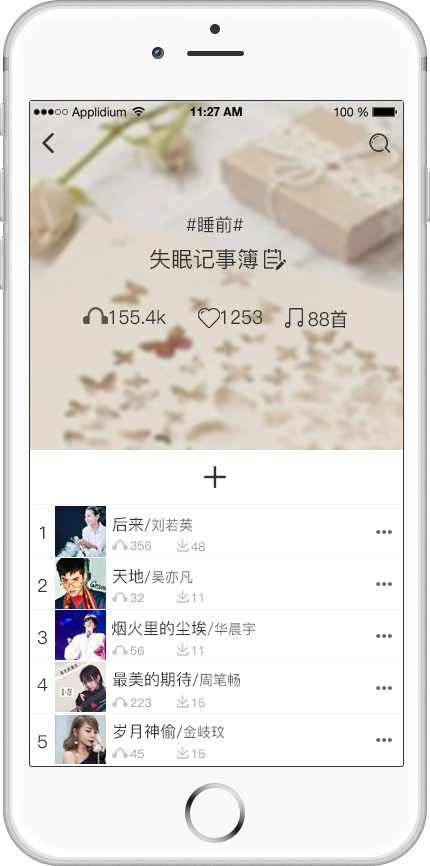 Applidium 11:27 AM 100 %
#睡前#
失眠记事簿
155.4k 1253 88首
1 后来/刘若英
356 48
2 天地/吴亦凡
32 11
3 烟火里的尘埃/华晨宇
56 11
4 最美的期待/周笔畅
223 15
5 岁月神偷/金岐玟
45 15